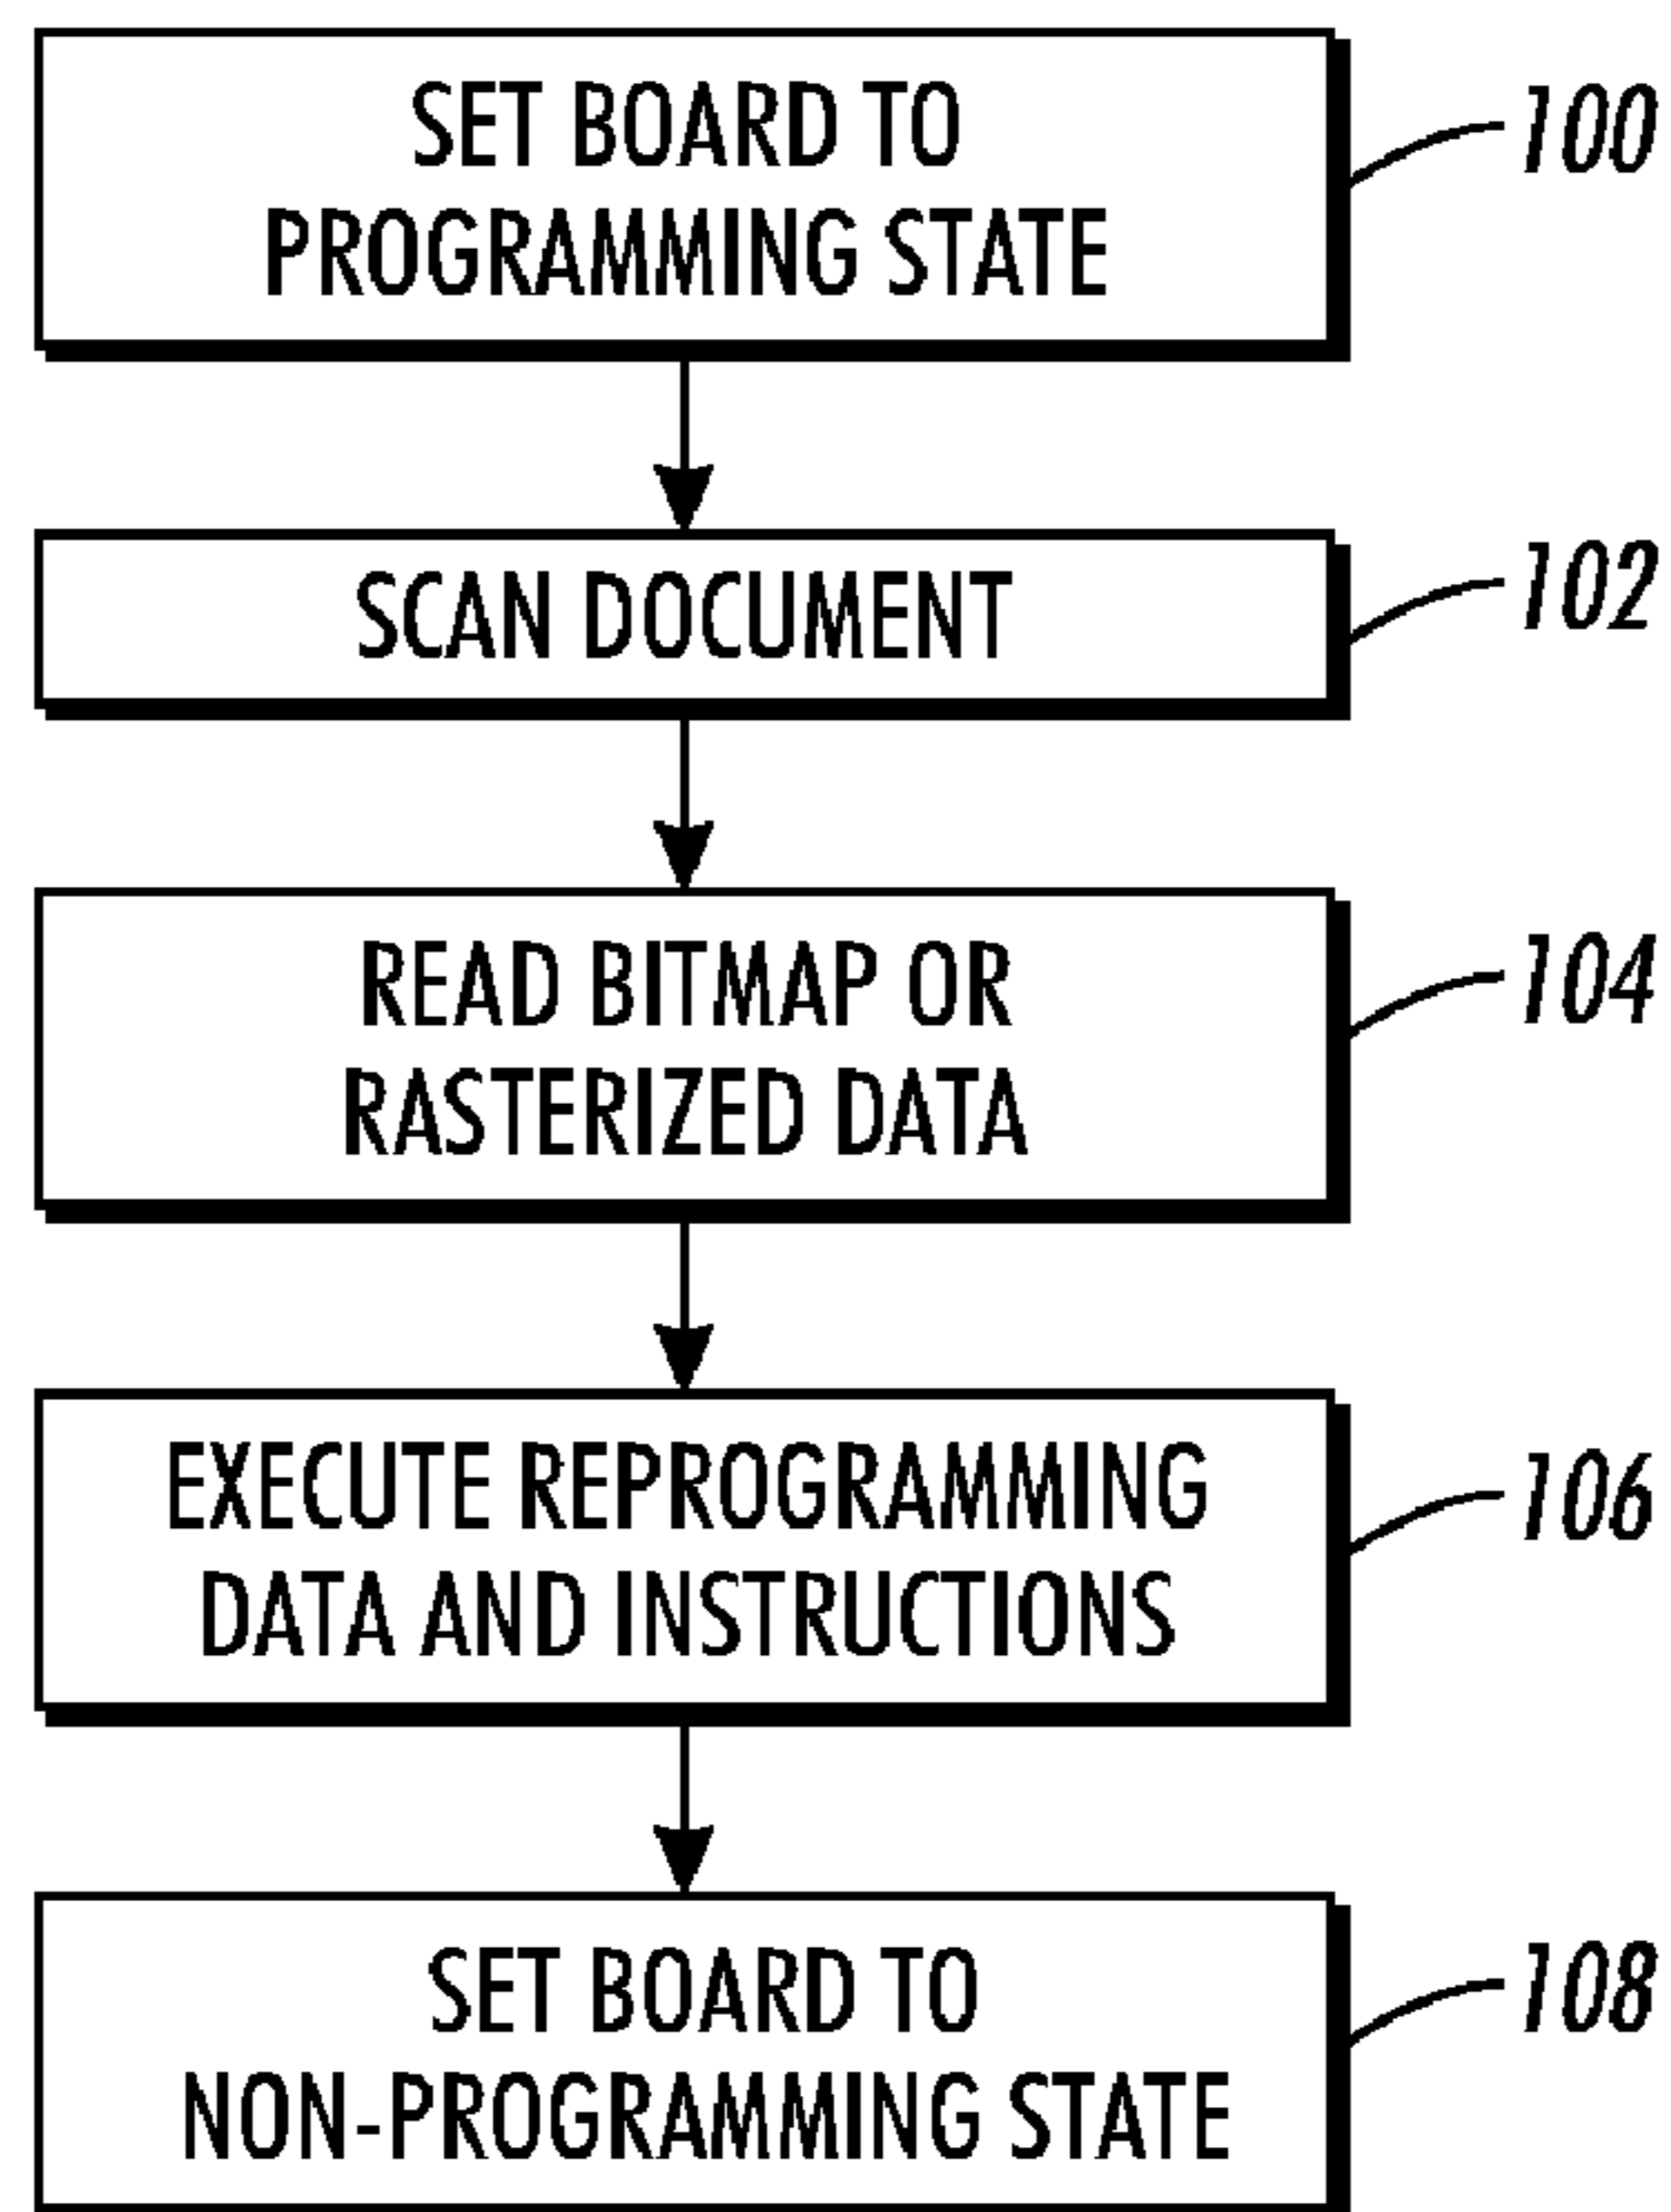 SET BOARD TO
PROGRAMMING STATE
100
SCAN DOCUMENT
102
READ BITMAP OR
RASTERIZED DATA
104
EXECUTE REPROGRAMMING
DATA AND INSTRUCTIONS
106
SET BOARD TO
NON-PROGRAMMING STATE
108